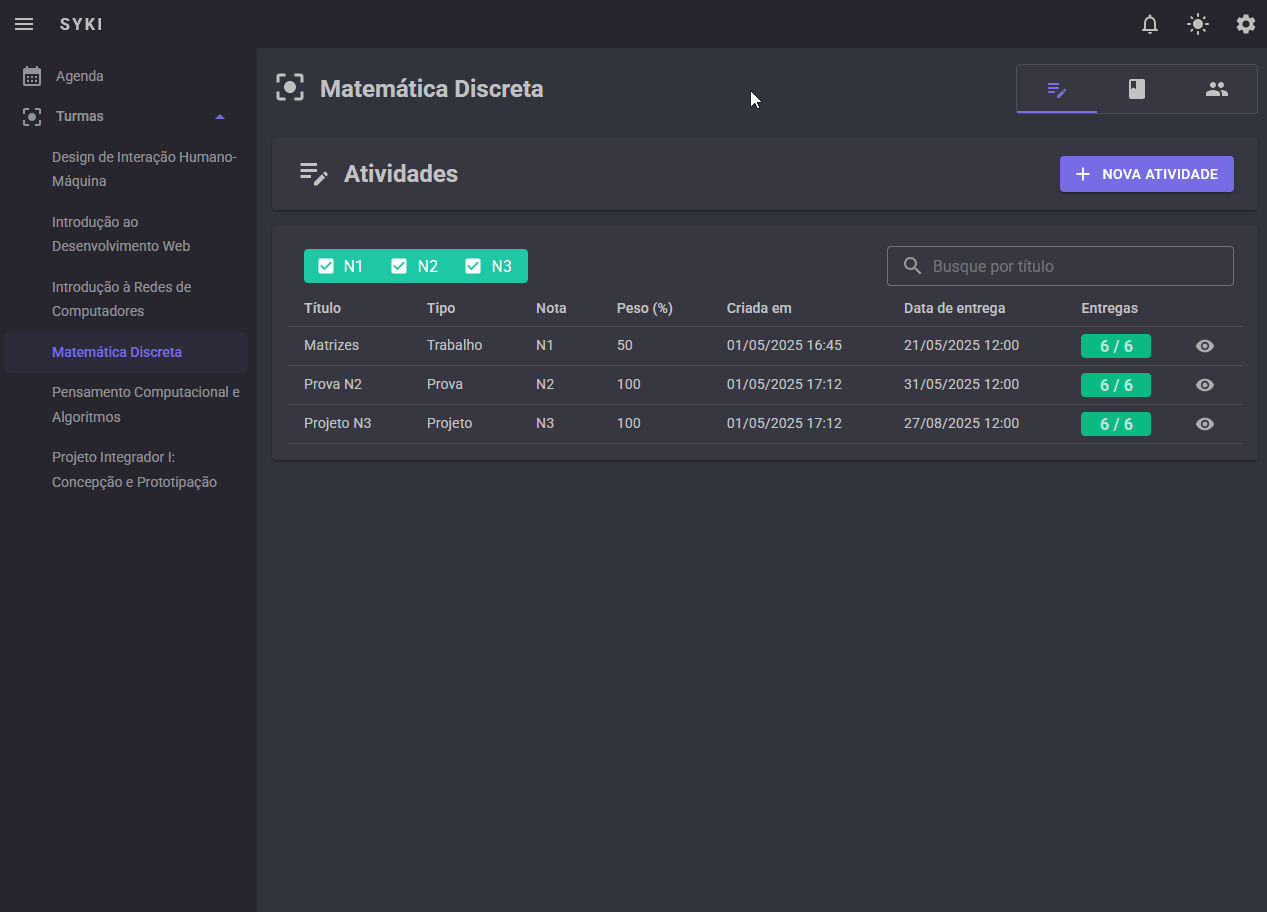 SYKI
Agenda
Turmas
Design de Interação Humano-
Máquina
Introdução ao
Desenvolvimento Web
Introdução à Redes de
Computadores
Matemática Discreta
Pensamento Computacional e
Algoritmos
Projeto Integrador I:
Concepção e Prototipação
Matemática Discreta
Atividades
NOVA ATIVIDADE
N1 N2 N3
Busque por título
Título Tipo Nota Peso (%) Criada em Data de entrega Entregas
Matrizes Trabalho N1 50 01/05/2025 16:45 21/05/2025 12:00 6 / 6
Prova N2 Prova N2 100 01/05/2025 17:12 31/05/2025 12:00 6 / 6
Projeto N3 Projeto N3 100 01/05/2025 17:12 27/08/2025 12:00 6 / 6